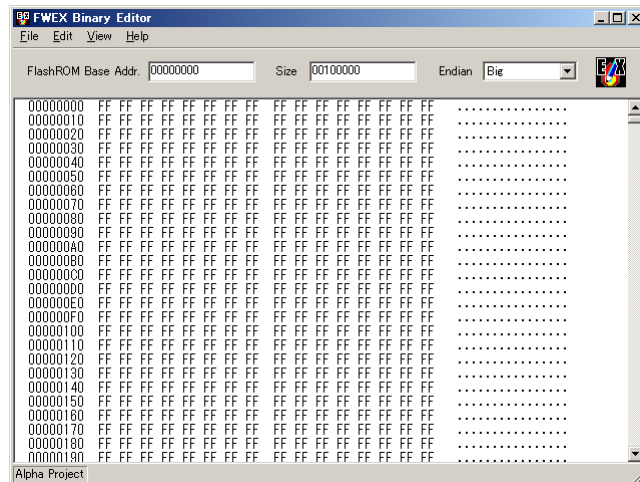 FWEX Binary Editor
File Edit View Help
FlashROM Base Addr. 00000000 Size 00100000 Endian Big
00000000 FF FF FF FF FF FF FF FF FF FF FF FF FF FF FF FF ................
00000010 FF FF FF FF FF FF FF FF FF FF FF FF FF FF FF FF ................
00000020 FF FF FF FF FF FF FF FF FF FF FF FF FF FF FF FF ................
00000030 FF FF FF FF FF FF FF FF FF FF FF FF FF FF FF FF ................
00000040 FF FF FF FF FF FF FF FF FF FF FF FF FF FF FF FF ................
00000050 FF FF FF FF FF FF FF FF FF FF FF FF FF FF FF FF ................
00000060 FF FF FF FF FF FF FF FF FF FF FF FF FF FF FF FF ................
00000070 FF FF FF FF FF FF FF FF FF FF FF FF FF FF FF FF ................
00000080 FF FF FF FF FF FF FF FF FF FF FF FF FF FF FF FF ................
00000090 FF FF FF FF FF FF FF FF FF FF FF FF FF FF FF FF ................
000000A0 FF FF FF FF FF FF FF FF FF FF FF FF FF FF FF FF ................
000000B0 FF FF FF FF FF FF FF FF FF FF FF FF FF FF FF FF ................
000000C0 FF FF FF FF FF FF FF FF FF FF FF FF FF FF FF FF ................
000000D0 FF FF FF FF FF FF FF FF FF FF FF FF FF FF FF FF ................
000000E0 FF FF FF FF FF FF FF FF FF FF FF FF FF FF FF FF ................
000000F0 FF FF FF FF FF FF FF FF FF FF FF FF FF FF FF FF ................
00000100 FF FF FF FF FF FF FF FF FF FF FF FF FF FF FF FF ................
00000110 FF FF FF FF FF FF FF FF FF FF FF FF FF FF FF FF ................
00000120 FF FF FF FF FF FF FF FF FF FF FF FF FF FF FF FF ................
00000130 FF FF FF FF FF FF FF FF FF FF FF FF FF FF FF FF ................
00000140 FF FF FF FF FF FF FF FF FF FF FF FF FF FF FF FF ................
00000150 FF FF FF FF FF FF FF FF FF FF FF FF FF FF FF FF ................
00000160 FF FF FF FF FF FF FF FF FF FF FF FF FF FF FF FF ................
00000170 FF FF FF FF FF FF FF FF FF FF FF FF FF FF FF FF ................
00000180 FF FF FF FF FF FF FF FF FF FF FF FF FF FF FF FF ................
00000190 FF FF FF FF FF FF FF FF FF FF FF FF FF FF FF FF ................
Alpha Project